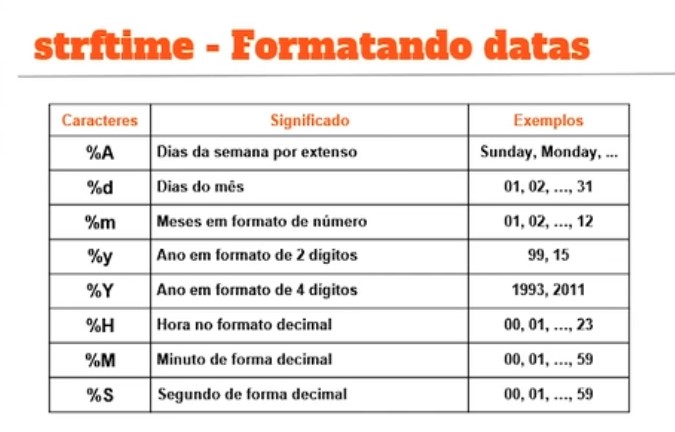 strftime - Formatando datas
Caracteres Significado Exemplos
%A Dias da semana por extenso Sunday, Monday, ...
%d Dias do mês 01, 02, ..., 31
%m Meses em formato de número 01, 02, ..., 12
%y Ano em formato de 2 digitos 99, 15
%Y Ano em formato de 4 digitos 1993, 2011
%H Hora no formato decimal 00, 01, ..., 23
%M Minuto de forma decimal 00, 01, ..., 59
%S Segundo de forma decimal 00, 01, ..., 59